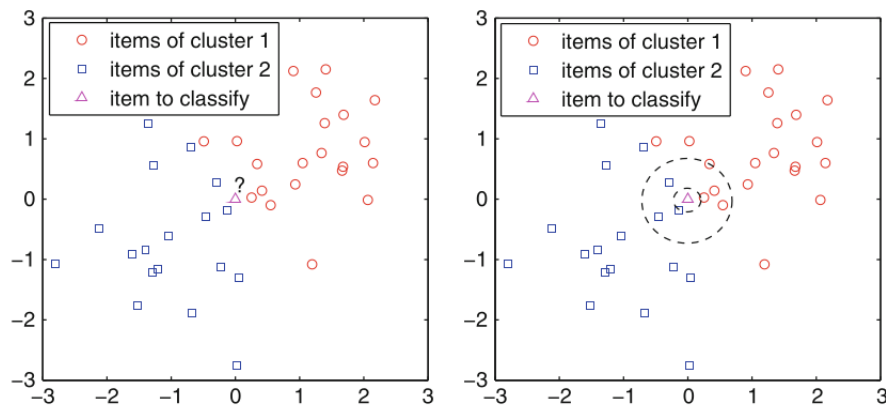 3
2
1
0
−1
−2
−3
items of cluster 1
items of cluster 2
item to classify
?
−3 −2 −1 0 1 2 3
3
2
1
0
−1
−2
−3
items of cluster 1
items of cluster 2
item to classify
−3 −2 −1 0 1 2 3